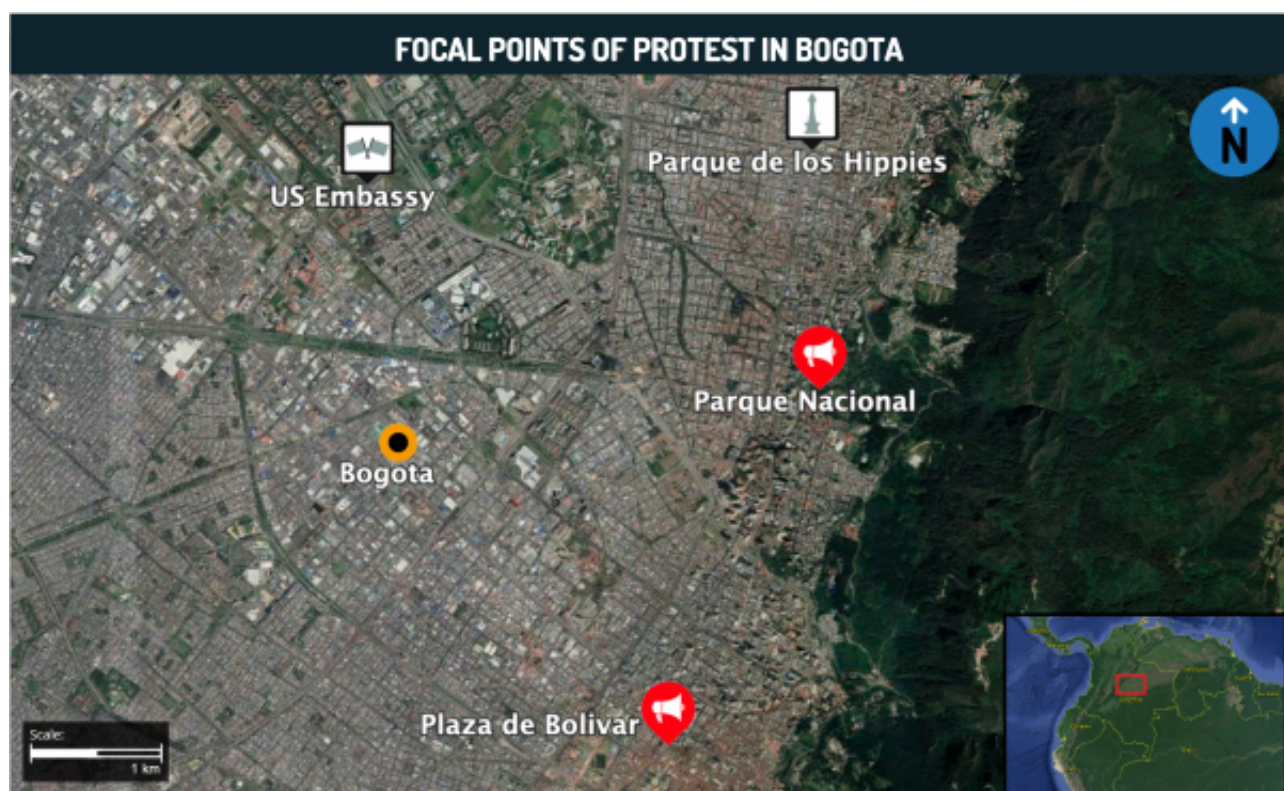 FOCAL POINTS OF PROTEST IN BOGOTA
N
US Embassy
Parque de los Hippies
Parque Nacional
Bogota
Plaza de Bolivar
Scale:
1 km